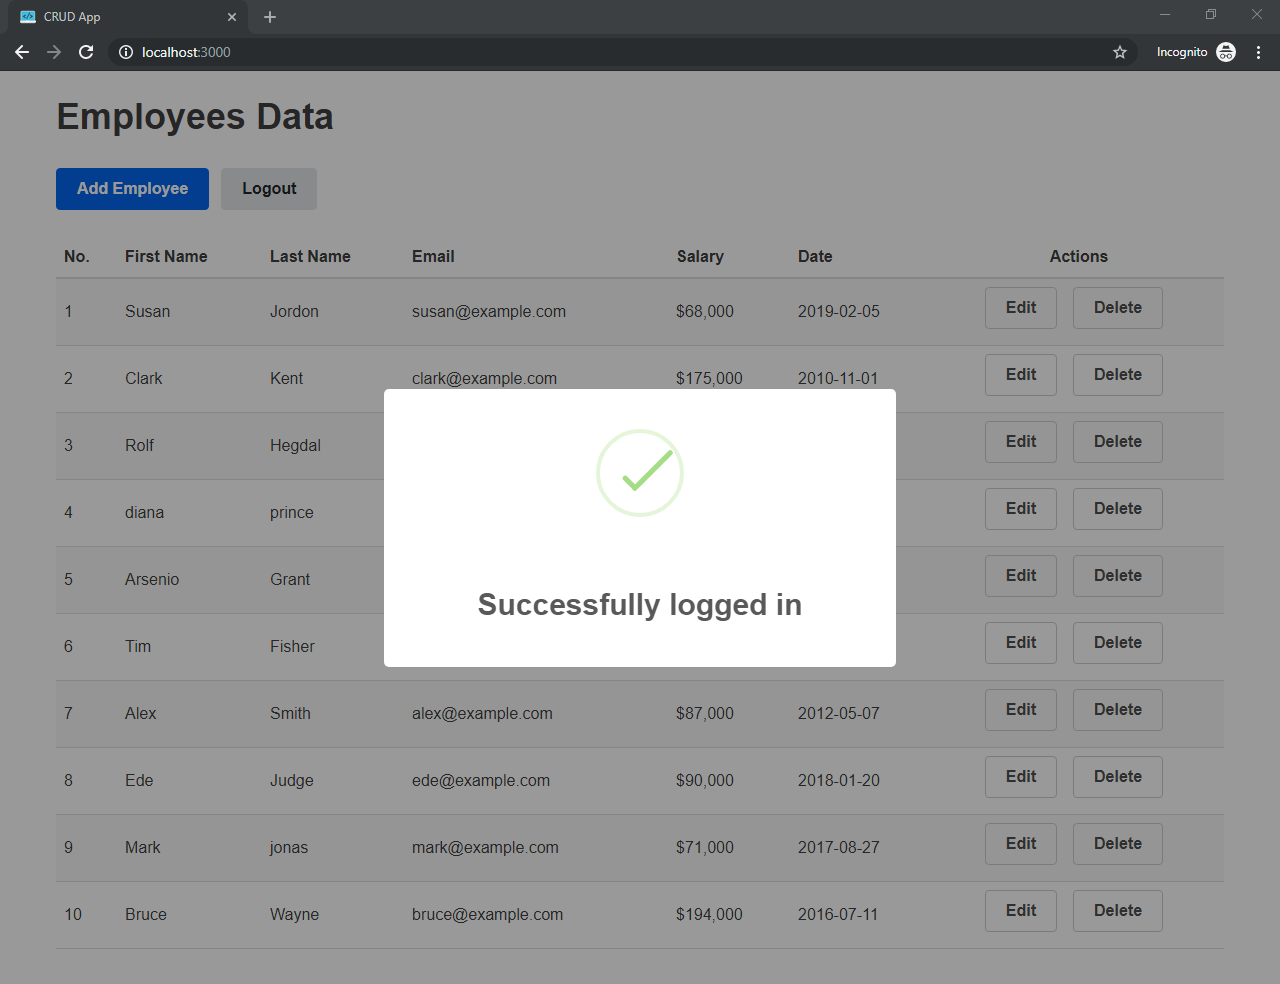 CRUD App
localhost:3000
Incognito
Employees Data
Add Employee Logout
No. First Name Last Name Email Salary Date Actions
1 Susan Jordon susan@example.com $68,000 2019-02-05 Edit Delete
2 Clark Kent clark@example.com $175,000 2010-11-01 Edit Delete
3 Rolf Hegdal Edit Delete
4 diana prince Edit Delete
5 Arsenio Grant Edit Delete
6 Tim Fisher Edit Delete
Successfully logged in
7 Alex Smith alex@example.com $87,000 2012-05-07 Edit Delete
8 Ede Judge ede@example.com $90,000 2018-01-20 Edit Delete
9 Mark jonas mark@example.com $71,000 2017-08-27 Edit Delete
10 Bruce Wayne bruce@example.com $194,000 2016-07-11 Edit Delete